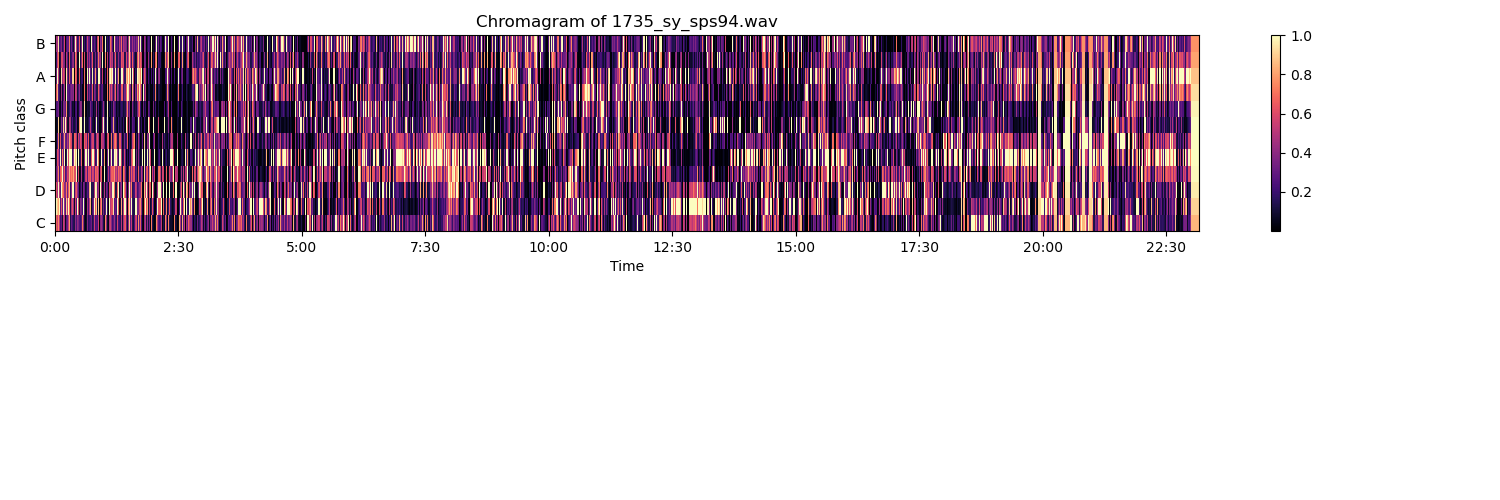 Chromagram of 1735_sy_sps94.wav
B
A
G
F
E
D
C
Pitch class
0:00 2:30 5:00 7:30 10:00 12:30 15:00 17:30 20:00 22:30
Time
1.0
0.8
0.6
0.4
0.2